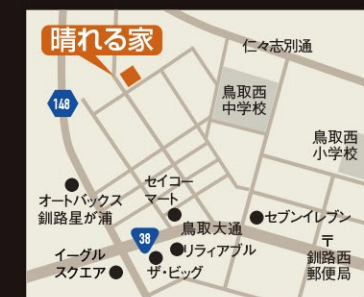 晴れる家
仁々志別通
148
鳥取西
中学校
鳥取西
小学校
オートバックス
釧路星が浦
セイコー
マート
鳥取大通
セブンイレブン
38
リライアブル
イーグル
スクエア
ザ・ビッグ
〒
釧路西
郵便局